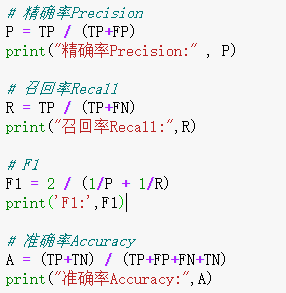 # 精确率Precision
P = TP / (TP+FP)
print("精确率Precision:" , P)
# 召回率Recall
R = TP / (TP+FN)
print("召回率Recall:",R)
# F1
F1 = 2 / (1/P + 1/R)
print('F1:',F1)
# 准确率Accuracy
A = (TP+TN) / (TP+FP+FN+TN)
print("准确率Accuracy:",A)